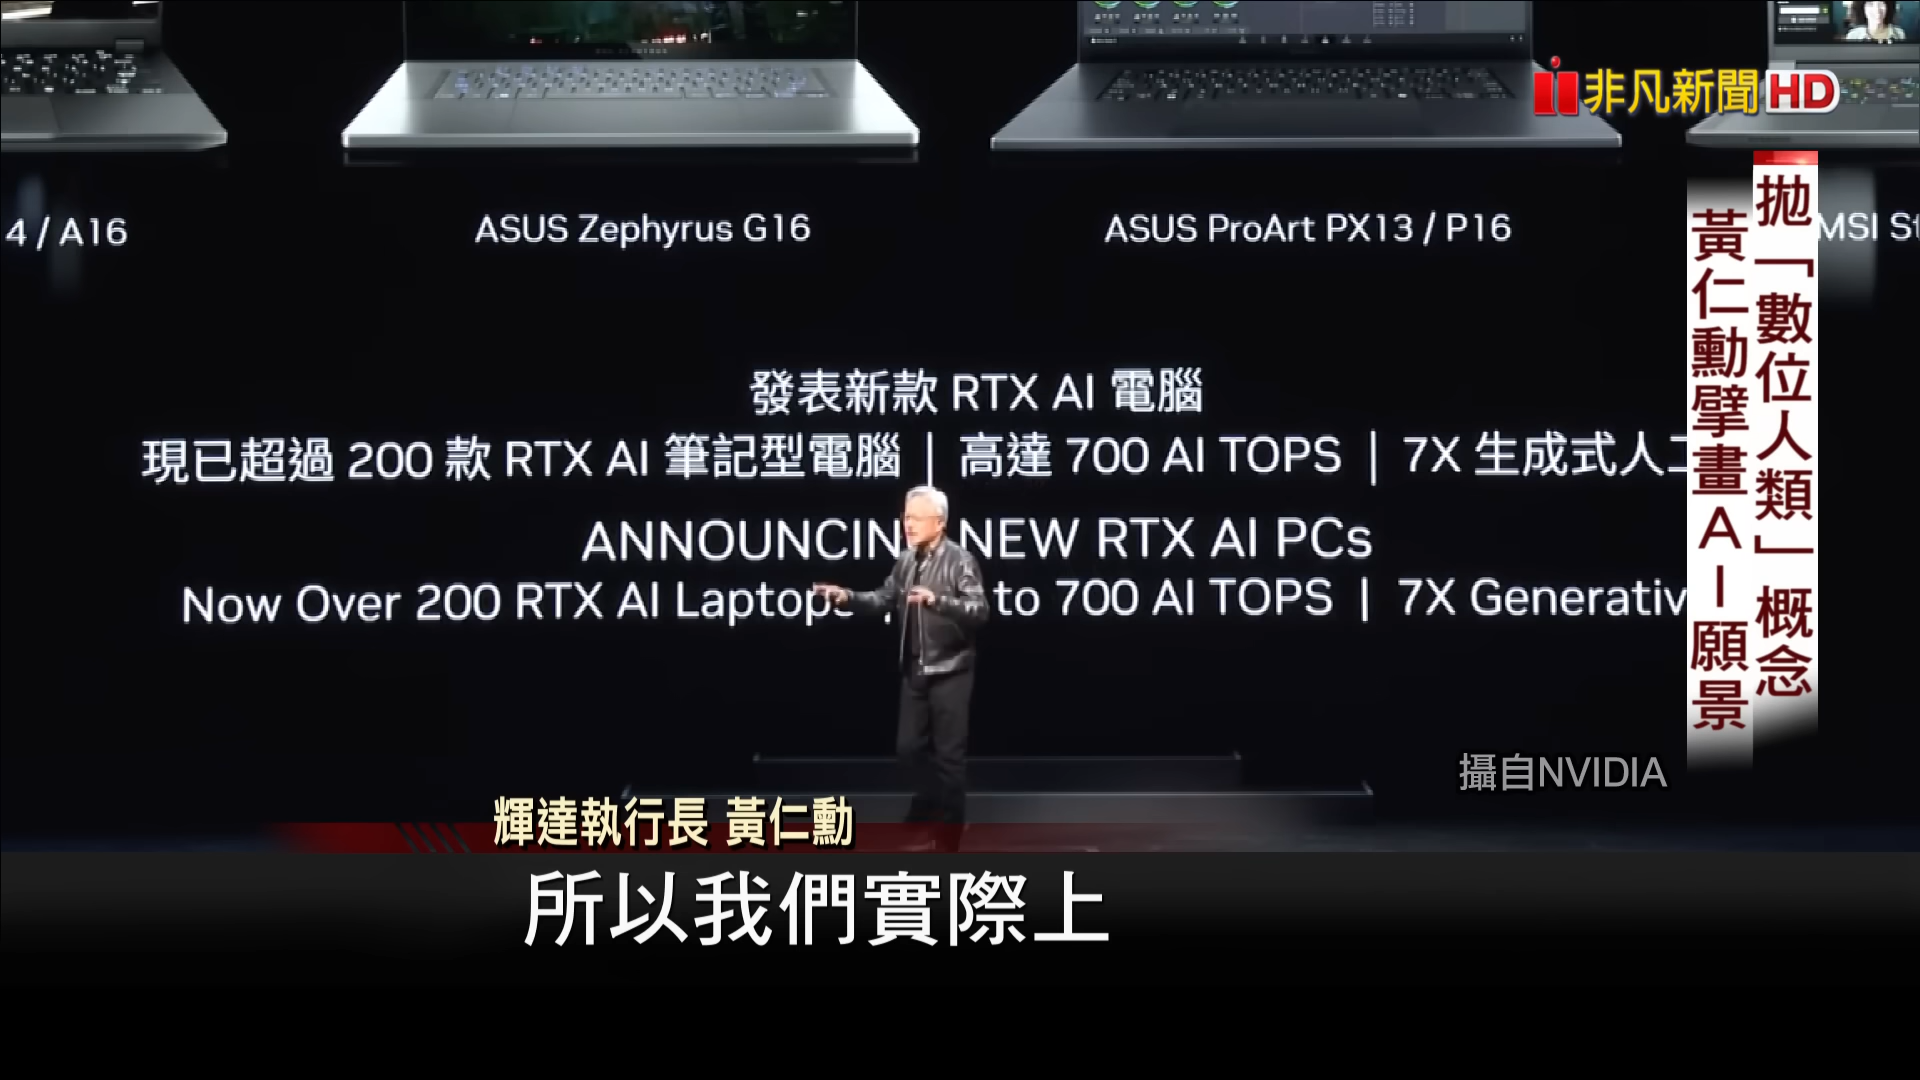 非凡新聞HD
4 / A16
ASUS Zephyrus G16
ASUS ProArt PX13 / P16
MSI St
拋「數位人類」概念
黃仁勳擘畫AI願景
發表新款 RTX AI 電腦
現已超過 200 款 RTX AI 筆記型電腦 | 高達 700 AI TOPS | 7X 生成式人工
ANNOUNCIN NEW RTX AI PCs
Now Over 200 RTX AI Laptops to 700 AI TOPS | 7X Generativ
攝自NVIDIA
輝達執行長 黃仁勳
所以我們實際上